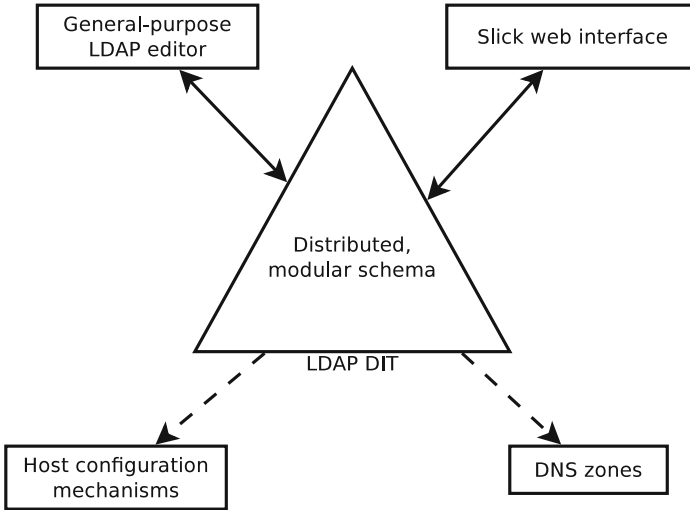 General-purpose
LDAP editor
Slick web interface
Distributed,
modular schema
LDAP DIT
Host configuration
mechanisms
DNS zones